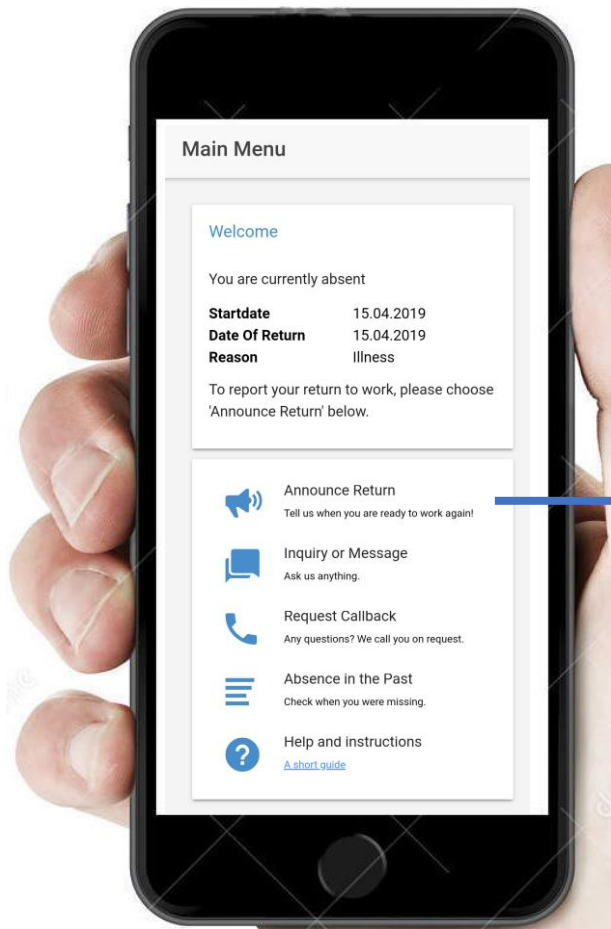 Main Menu
Welcome
You are currently absent
Startdate 15.04.2019
Date Of Return 15.04.2019
Reason Illness
To report your return to work, please choose
'Announce Return' below.
Announce Return
Tell us when you are ready to work again!
Inquiry or Message
Ask us anything.
Request Callback
Any questions? We call you on request.
Absence in the Past
Check when you were missing.
?
Help and instructions
A short guide